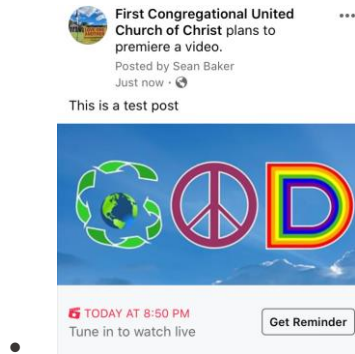 First Congregational United
Church of Christ plans to
premiere a video.
Posted by Sean Baker
Just now ·
This is a test post
GOD
TODAY AT 8:50 PM
Tune in to watch live
Get Reminder